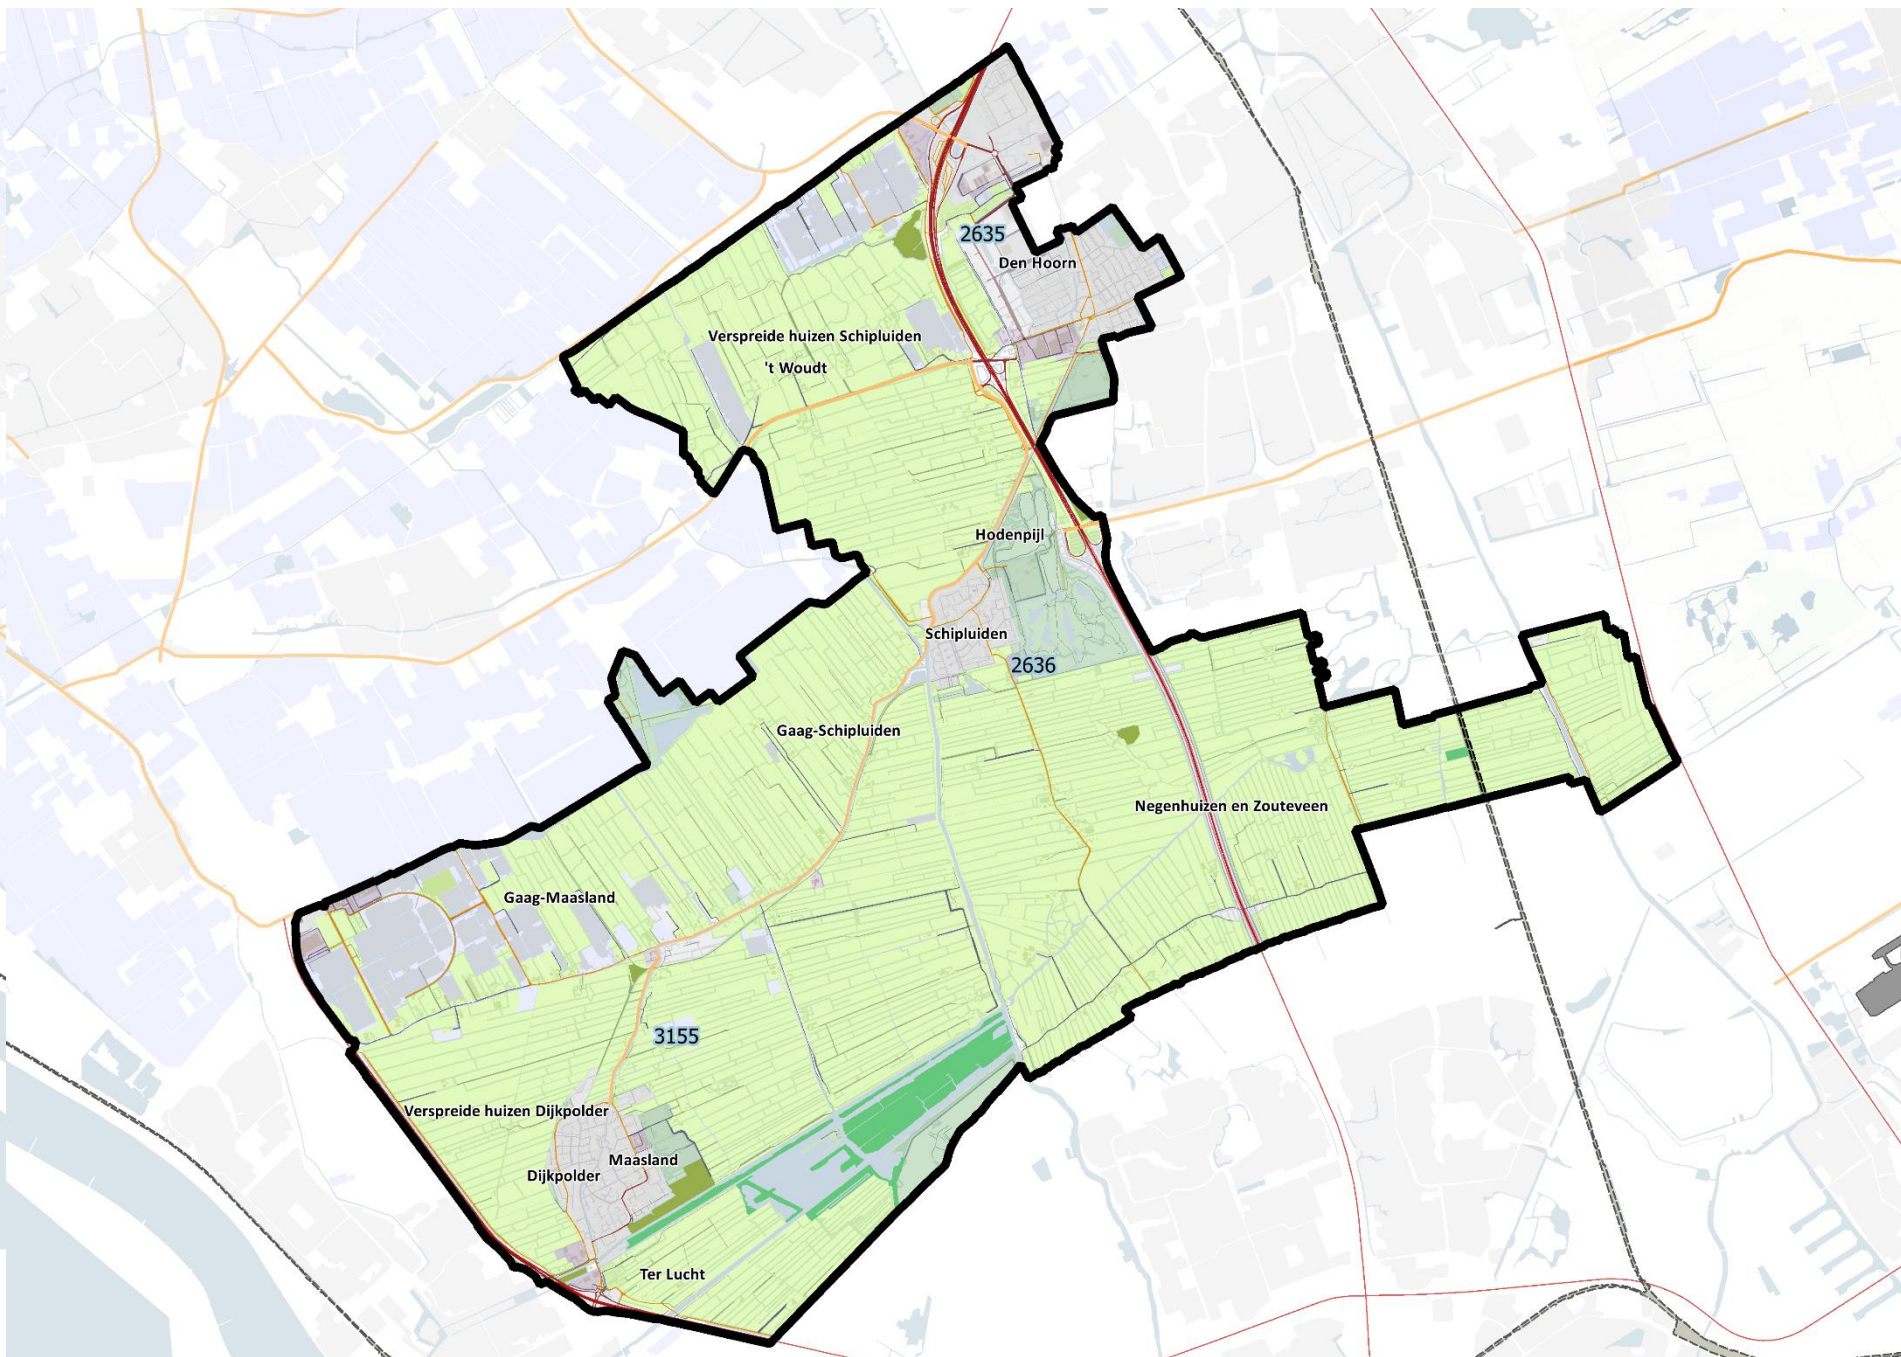 2635
Den Hoorn
Verspreide huizen Schipluiden
't Woudt
Hodenpijl
Schipluiden
2636
Gaag-Schipluiden
Negenhuizen en Zouteveen
Gaag-Maasland
3155
Verspreide huizen Dijkpolder
Maasland
Dijkpolder
Ter Lucht